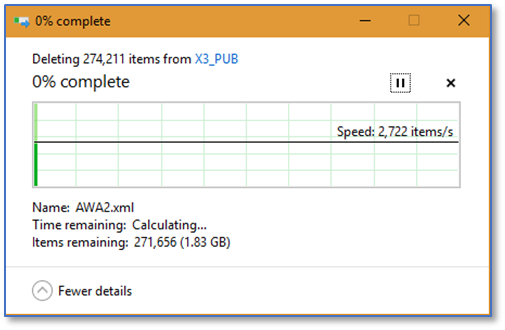 0% complete
Deleting 274,211 items from X3_PUB
0% complete
Speed: 2,722 items/s
Name: AWA2.xml
Time remaining: Calculating...
Items remaining: 271,656 (1.83 GB)
Fewer details